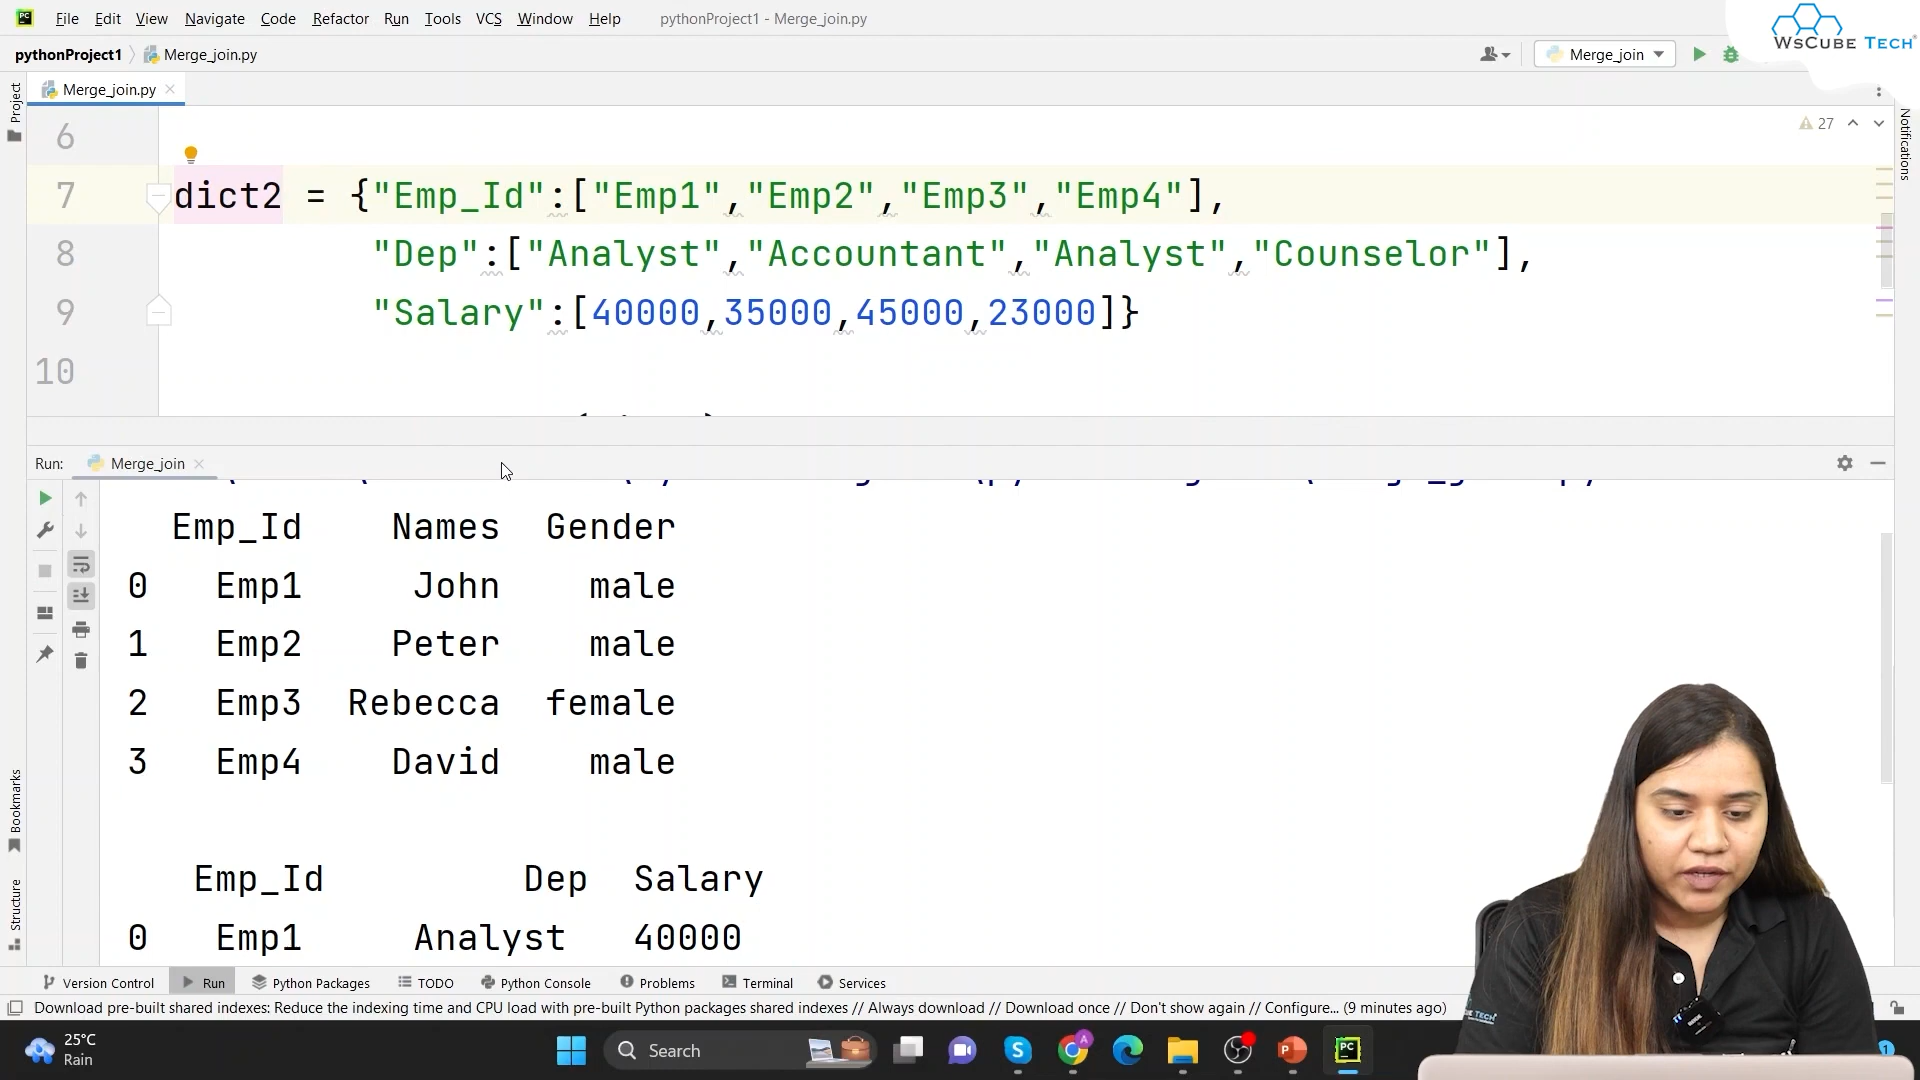 File Edit View Navigate Code Refactor Run Tools VCS Window Help pythonProject1 - Merge_join.py
WsCube Tech
pythonProject1 Merge_join.py Merge_join
Project
Merge_join.py
Notifications
6 27
7 dict2 = {"Emp_Id":["Emp1","Emp2","Emp3","Emp4"],
8 "Dep":["Analyst","Accountant","Analyst","Counselor"],
9 "Salary":[40000,35000,45000,23000]}
10
Run: Merge_join
Emp_Id Names Gender
0 Emp1 John male
1 Emp2 Peter male
2 Emp3 Rebecca female
3 Emp4 David male
Bookmarks
Emp_Id Dep Salary
0 Emp1 Analyst 40000
Structure
Version Control Run Python Packages TODO Python Console Problems Terminal Services
Download pre-built shared indexes: Reduce the indexing time and CPU load with pre-built Python packages shared indexes // Always download // Download once // Don't show again // Configure... (9 minutes ago)
25°C
Rain
Search